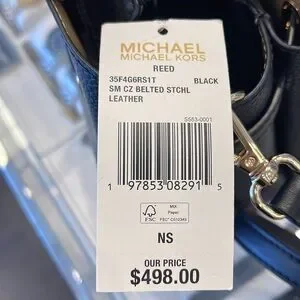 MICHAEL
MICHAEL KORS
REED
35F4G6RS1T BLACK
SM CZ BELTED STCHL
LEATHER
S663-0001
1 97853 08291 5
FSC
MIX
Paper
NS
OUR PRICE
$498.00